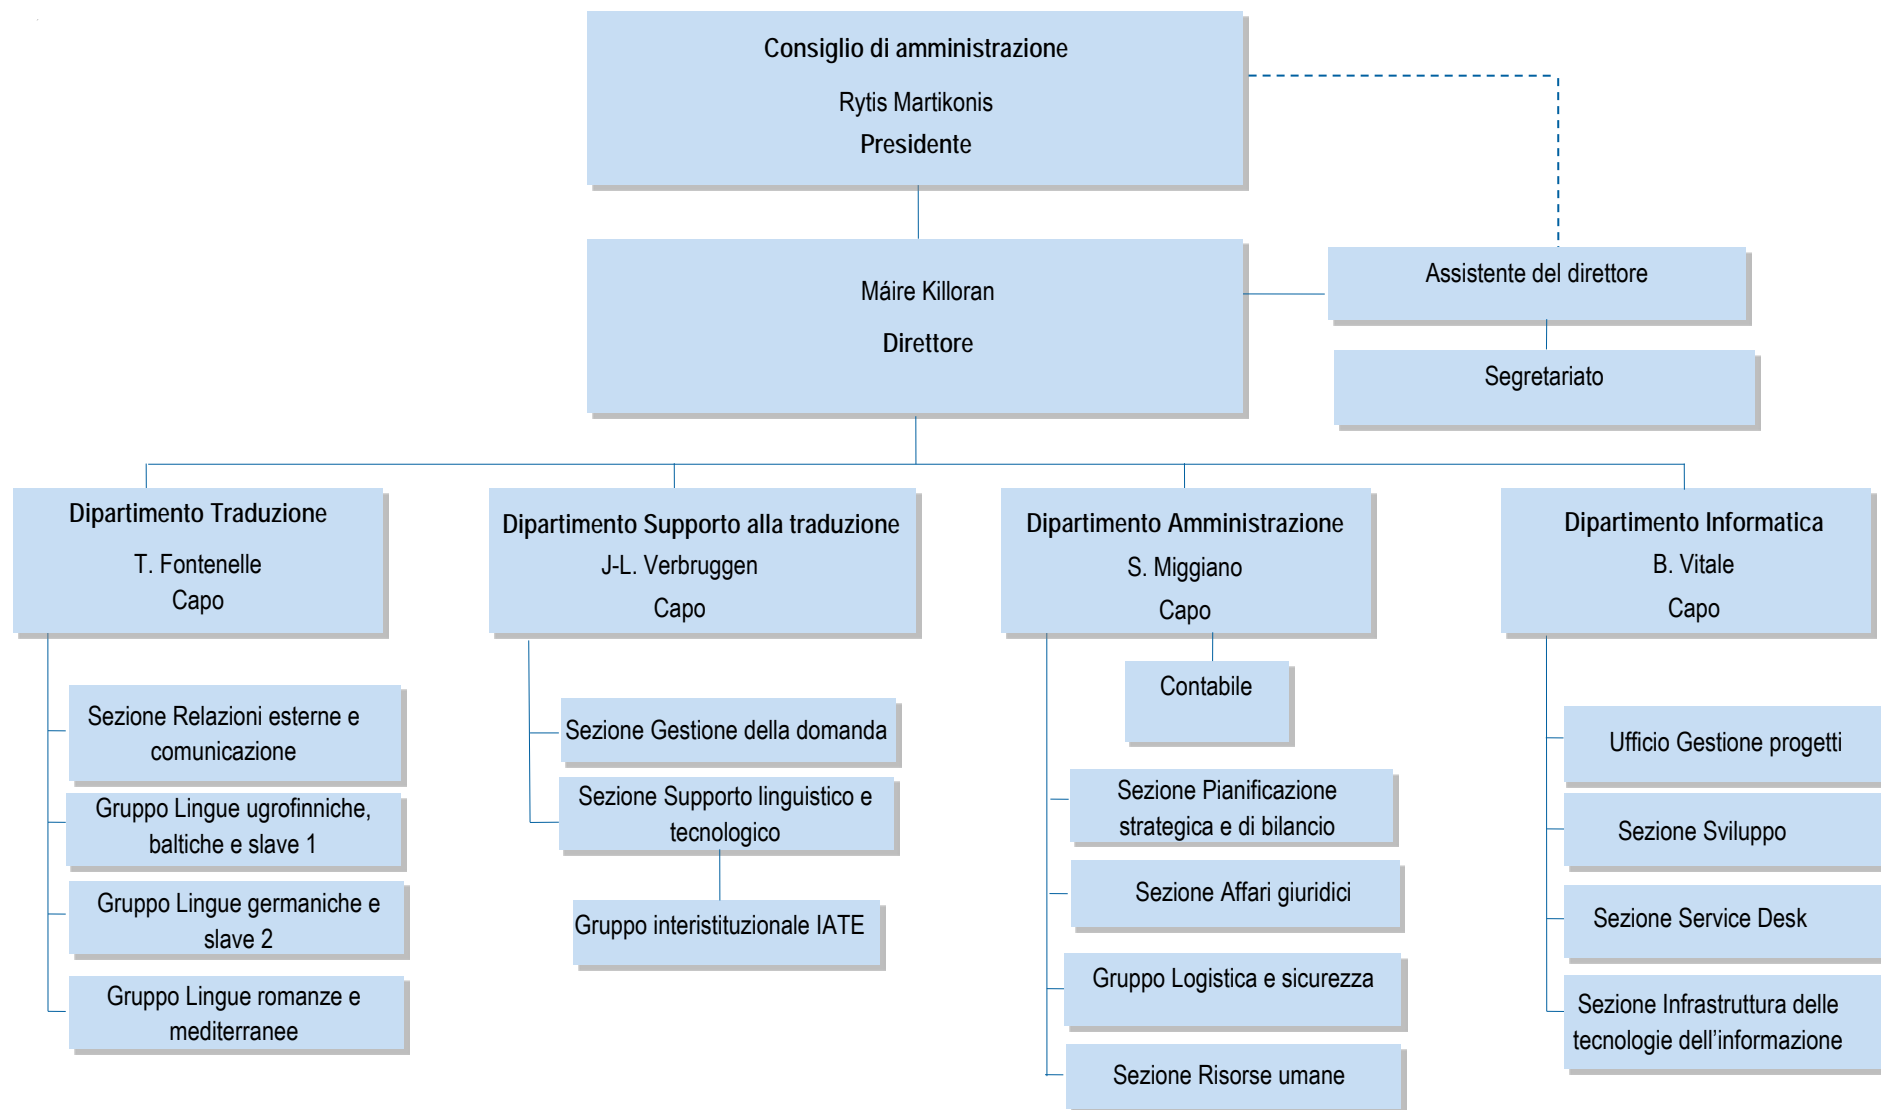 Consiglio di amministrazione
Rytis Martikonis
Presidente
Máire Killoran
Direttore
Assistente del direttore
Segretariato
Dipartimento Traduzione
T. Fontenelle
Capo
Sezione Relazioni esterne e
comunicazione
Gruppo Lingue ugrofinniche,
baltiche e slave 1
Gruppo Lingue germaniche e
slave 2
Gruppo Lingue romanze e
mediterranee
Dipartimento Supporto alla traduzione
J-L. Verbruggen
Capo
Sezione Gestione della domanda
Sezione Supporto linguistico e
tecnologico
Gruppo interistituzionale IATE
Dipartimento Amministrazione
S. Miggiano
Capo
Contabile
Sezione Pianificazione
strategica e di bilancio
Sezione Affari giuridici
Gruppo Logistica e sicurezza
Sezione Risorse umane
Dipartimento Informatica
B. Vitale
Capo
Ufficio Gestione progetti
Sezione Sviluppo
Sezione Service Desk
Sezione Infrastruttura delle
tecnologie dell’informazione